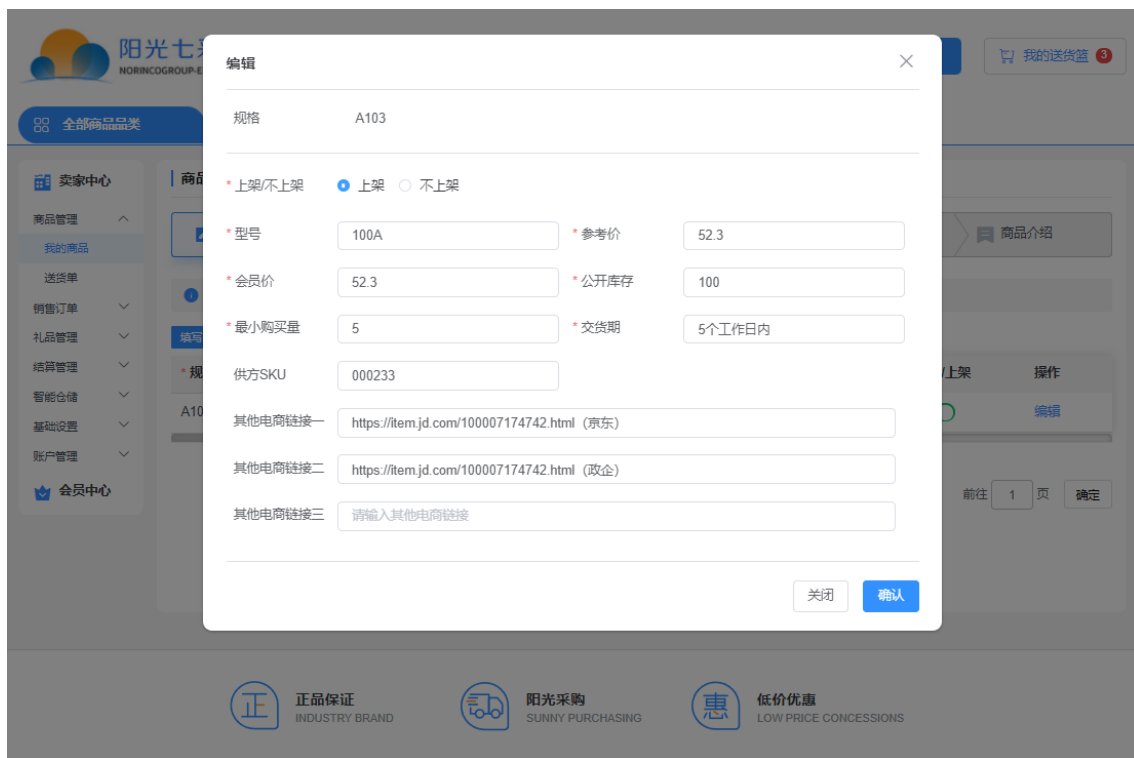 阳光七采
NORINCOGROUP-E
我的送货篮 3
全部商品品类
卖家中心
商品管理
我的商品
送货单
销售订单
礼品管理
结算管理
智能仓储
基础设置
账户管理
会员中心
商品
商品介绍
填写
* 规
/上架
操作
A10
编辑
前往 1 页 确定
编辑
规格 A103
* 上架/不上架 上架 不上架
* 型号 100A * 参考价 52.3
* 会员价 52.3 * 公开库存 100
* 最小购买量 5 * 交货期 5个工作日内
供方SKU 000233
其他电商链接一 https://item.jd.com/100007174742.html（京东）
其他电商链接二 https://item.jd.com/100007174742.html（政企）
其他电商链接三 请输入其他电商链接
关闭 确认
正 正品保证
INDUSTRY BRAND
阳光采购
SUNNY PURCHASING
惠 低价优惠
LOW PRICE CONCESSIONS